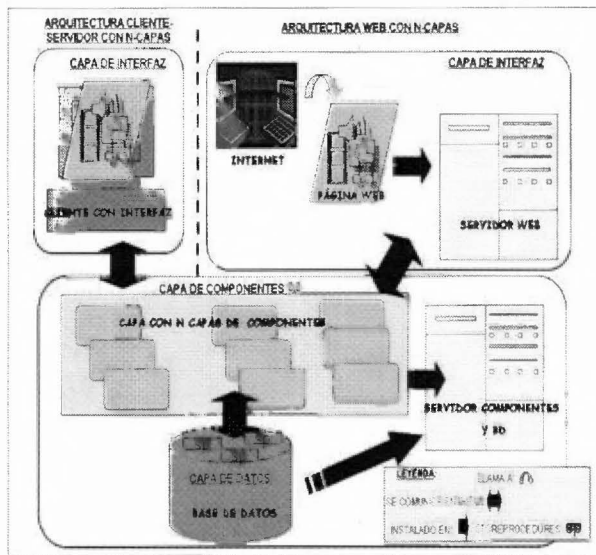 ARQUITECTURA CLIENTE-
SERVIDOR CON N-CAPAS
ARQUITECTURA WEB CON N-CAPAS
CAPA DE INTERFAZ
CAPA DE INTERFAZ
INTERNET
PÁGINA WEB
CLIENTE CON INTERFAZ
SERVIDOR WEB
CAPA DE COMPONENTES
CAPA CON N CAPAS DE COMPONENTES
SERVIDOR COMPONENTES
Y BD
CAPA DE DATOS
BASE DE DATOS
LEYENDA:
LLAMA A:
SE COMUNICA
INSTALADO EN: